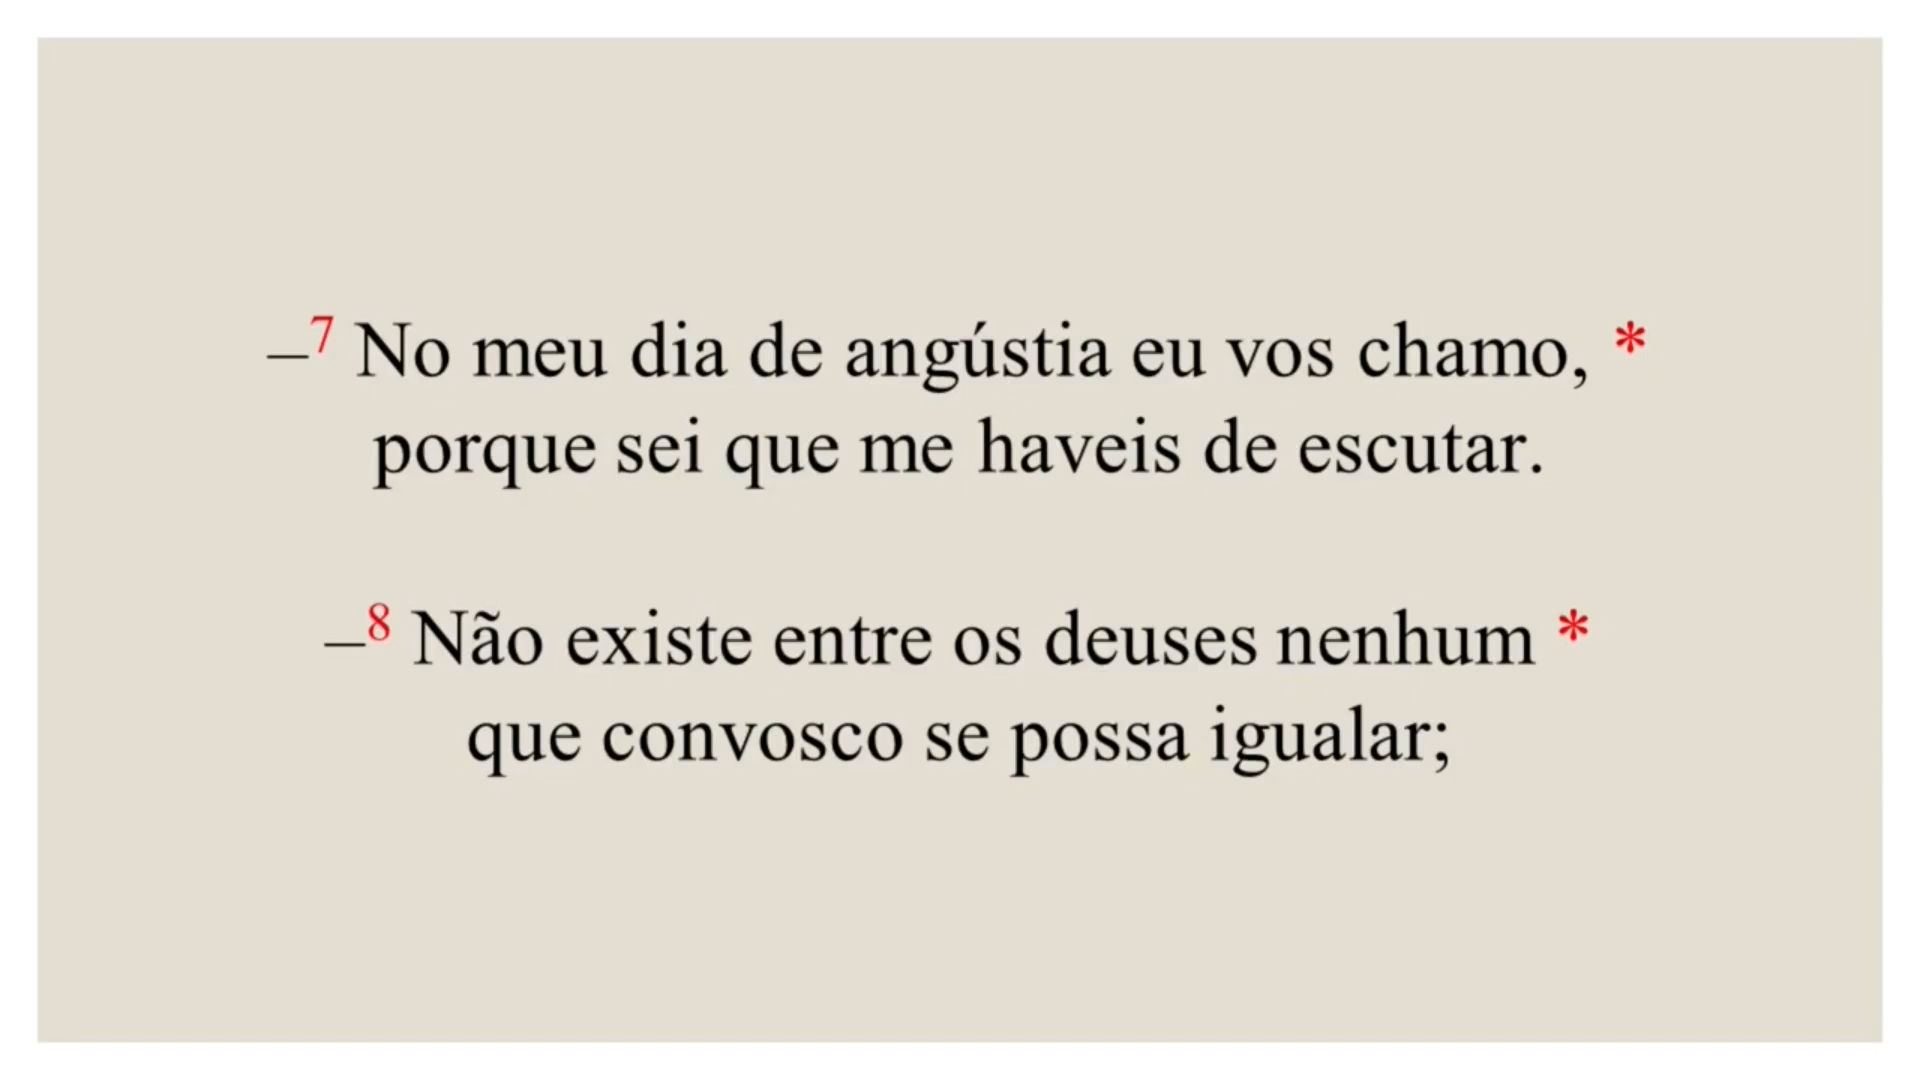 –7 No meu dia de angústia eu vos chamo, *
porque sei que me haveis de escutar.
–8 Não existe entre os deuses nenhum *
que convosco se possa igualar;